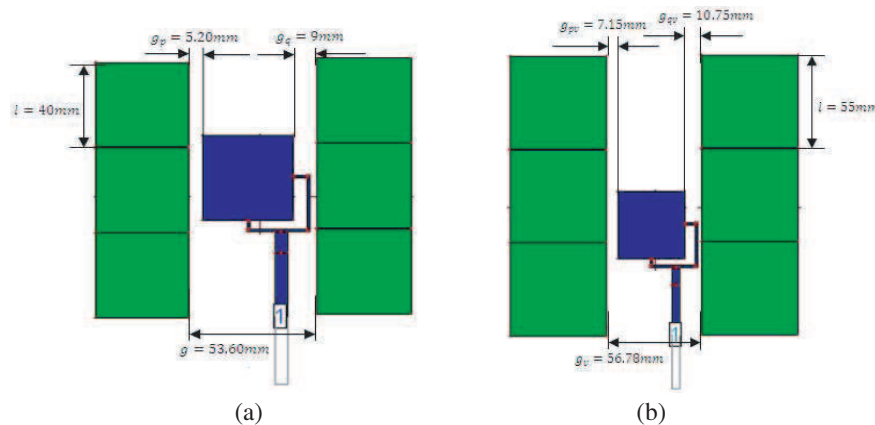 g_p = 5.20mm
g_q = 9mm
l = 40mm
g = 53.60mm
1
(a)
g_pv = 7.15mm
g_qv = 10.75mm
l = 55mm
g_v = 56.78mm
1
(b)